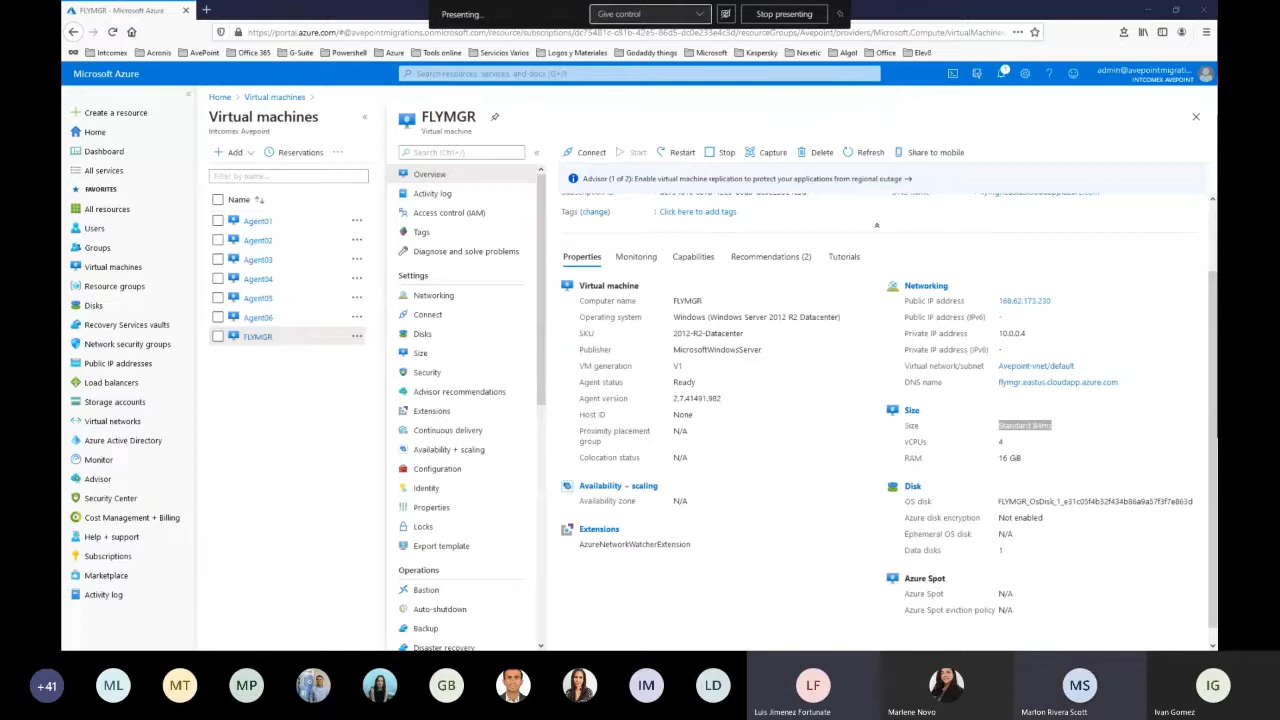 FLYMGR - Microsoft Azure
Presenting...
Give control
Stop presenting
Intcomex
Acronis
AvePoint
Office 365
G-Suite
Powershell
Azure
Tools online
Servicios Varios
Logos y Materiales
Godaddy things
Microsoft
Kaspersky
Nexetic
Algol
Office
Elev8
Microsoft Azure
Search resources, services, and docs (G+/)
1
admin@avepointmigrati...
INTCOMEX AVEPOINT
Create a resource
Home
Dashboard
All services
FAVORITES
All resources
Users
Groups
Virtual machines
Resource groups
Disks
Recovery Services vaults
Network security groups
Public IP addresses
Load balancers
Storage accounts
Virtual networks
Azure Active Directory
Monitor
Advisor
Security Center
Cost Management + Billing
Help + support
Subscriptions
Marketplace
Activity log
Home > Virtual machines >
Virtual machines
Intcomex Avepoint
Add
Reservations
Filter by name...
Name
Agent01
Agent02
Agent03
Agent04
Agent05
Agent06
FLYMGR
FLYMGR
Virtual machine
Search (Ctrl+/)
Overview
Activity log
Access control (IAM)
Tags
Diagnose and solve problems
Settings
Networking
Connect
Disks
Size
Security
Advisor recommendations
Extensions
Continuous delivery
Availability + scaling
Configuration
Identity
Properties
Locks
Export template
Operations
Bastion
Auto-shutdown
Backup
Disaster recovery
Connect
Start
Restart
Stop
Capture
Delete
Refresh
Share to mobile
Advisor (1 of 2): Enable virtual machine replication to protect your applications from regional outage →
Tags (change) : Click here to add tags
Properties
Monitoring
Capabilities
Recommendations (2)
Tutorials
Virtual machine
Computer name FLYMGR
Operating system Windows (Windows Server 2012 R2 Datacenter)
SKU 2012-R2-Datacenter
Publisher MicrosoftWindowsServer
VM generation V1
Agent status Ready
Agent version 2.7.41491.982
Host ID None
Proximity placement group N/A
Colocation status N/A
Availability + scaling
Availability zone N/A
Extensions
AzureNetworkWatcherExtension
Networking
Public IP address 168.62.173.230
Public IP address (IPv6) -
Private IP address 10.0.0.4
Private IP address (IPv6) -
Virtual network/subnet Avepoint-vnet/default
DNS name flymgr.eastus.cloudapp.azure.com
Size
Size Standard B4ms
vCPUs 4
RAM 16 GiB
Disk
OS disk FLYMGR_OsDisk_1_e31c05f4b32f434b86a9a57f3f7e863d
Azure disk encryption Not enabled
Ephemeral OS disk N/A
Data disks 1
Azure Spot
Azure Spot N/A
Azure Spot eviction policy N/A
+41
ML
MT
MP
GB
IM
LD
LF
Luis Jimenez Fortunate
Marlene Novo
MS
Marlon Rivera Scott
IG
Ivan Gomez